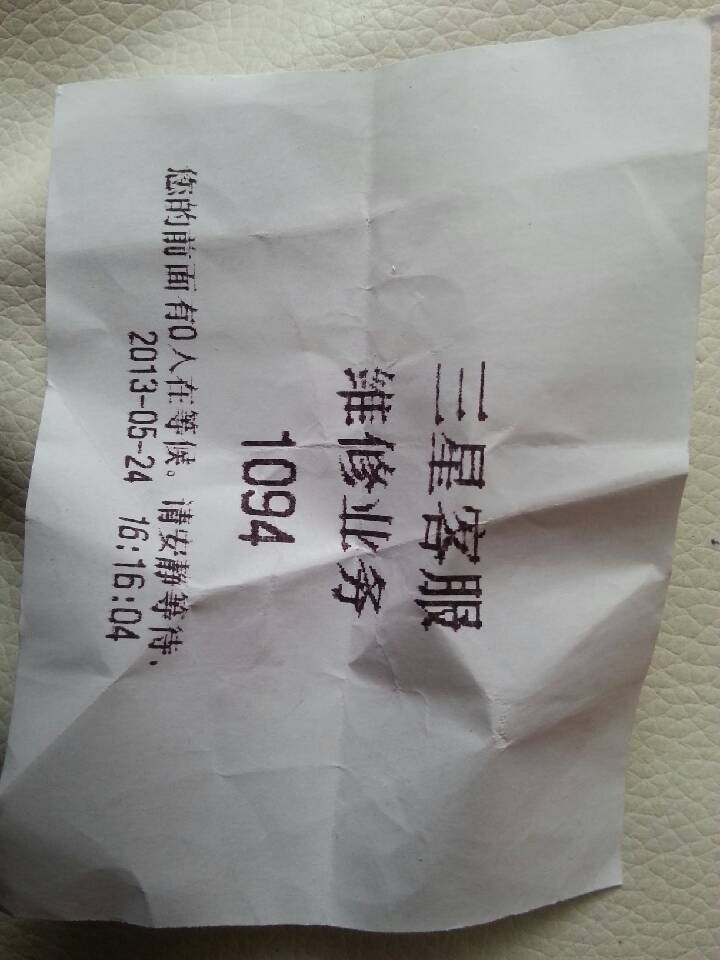 三星客服
维修业务
1094
您的前面有0人在等候。请安静等待.
2013-05-24 16:16:04